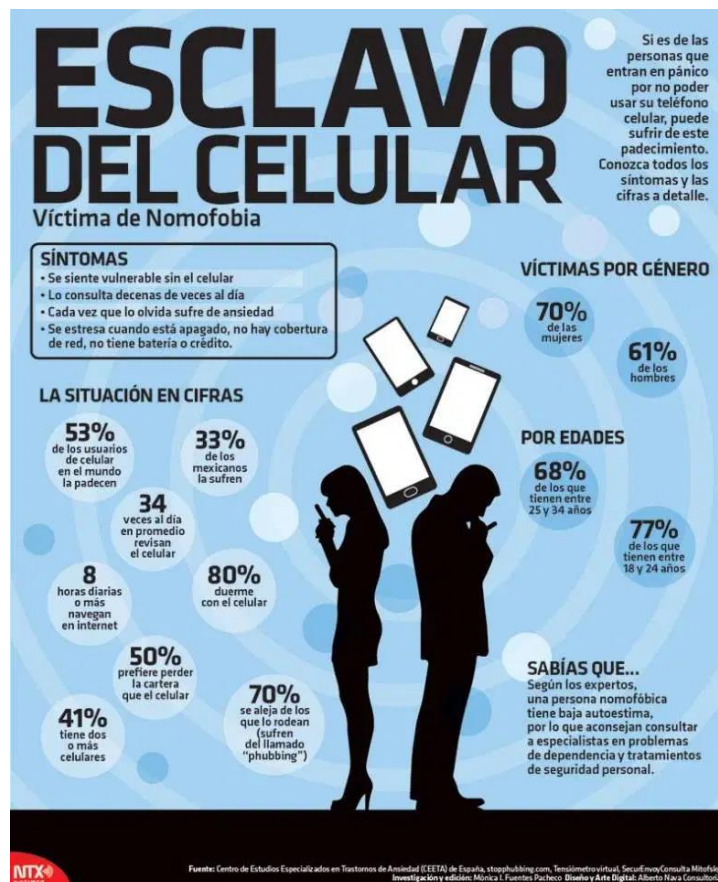 ESCLAVO
DEL CELULAR
Víctima de Nomofobia
Si es de las
personas que
entran en pánico
por no poder
usar su teléfono
celular, puede
sufrir de este
padecimiento.
Conozca todos los
síntomas y las
cifras a detalle.
SÍNTOMAS
• Se siente vulnerable sin el celular
• Lo consulta decenas de veces al día
• Cada vez que lo olvida sufre de ansiedad
• Se estresa cuando está apagado, no hay cobertura
de red, no tiene batería o crédito.
LA SITUACIÓN EN CIFRAS
53%
de los usuarios
de celular
en el mundo
la padecen
33%
de los
mexicanos
la sufren
34
veces al día
en promedio
revisan
el celular
8
horas diarias
o más
navegan
en internet
80%
duerme
con el celular
50%
prefiere perder
la cartera
que el celular
41%
tiene dos
o más
celulares
70%
se aleja de los
que lo rodean
(sufren
del llamado
"phubbing")
VÍCTIMAS POR GÉNERO
70%
de las
mujeres
61%
de los
hombres
POR EDADES
68%
de los que
tienen entre
25 y 34 años
77%
de los que
tienen entre
18 y 24 años
SABÍAS QUE...
Según los expertos,
una persona nomofóbica
tiene baja autoestima,
por lo que aconsejan consultar
a especialistas en problemas
de dependencia y tratamientos
de seguridad personal.
NTX
Fuente: Centro de Estudios Especializados en Trastornos de Ansiedad (CEETA) de España, stopphubbing.com, Tensiómetrovirtual, SecurEnvoyConsulta Mitofsk
Investigación y edición: Mónica I. Fuentes Pacheco Diseño y Arte Digital: Alberto Nava Consultorí